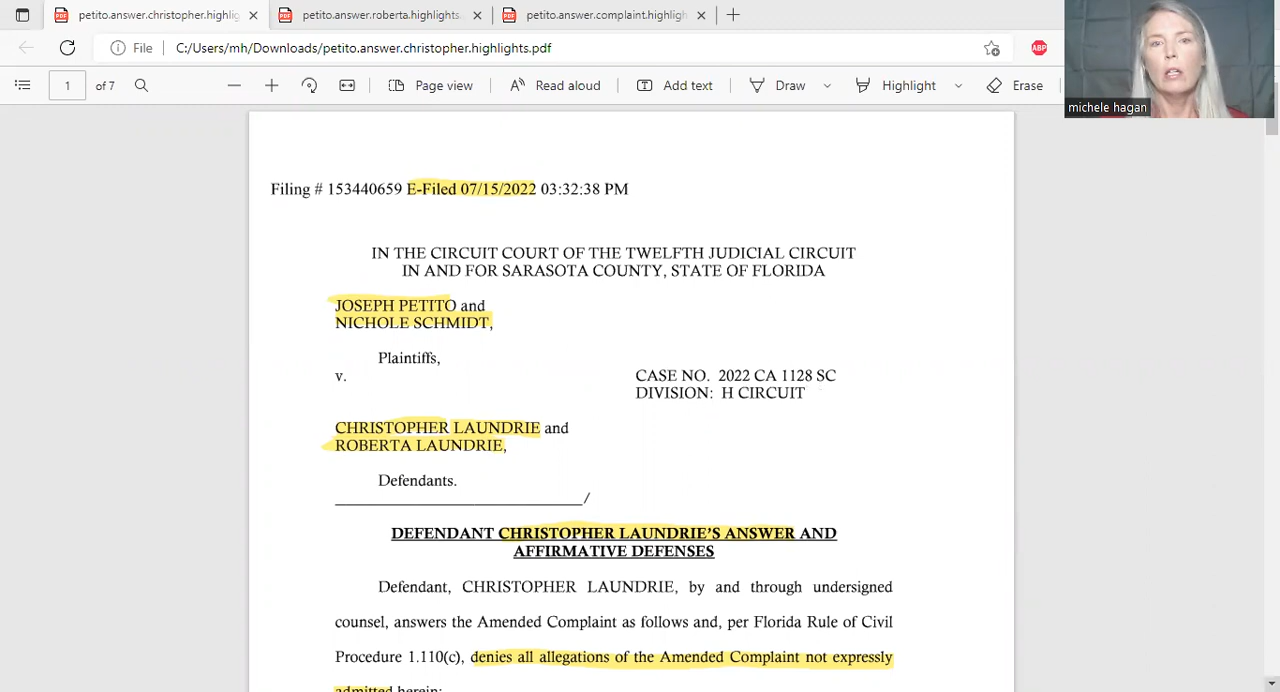 petito.answer.christopher.highlig
petito.answer.roberta.highlights.
petito.answer.complaint.highligh
File C:/Users/mh/Downloads/petito.answer.christopher.highlights.pdf
ABP
1 of 7 Page view Read aloud Add text Draw Highlight Erase
michele hagan
Filing # 153440659 E-Filed 07/15/2022 03:32:38 PM
IN THE CIRCUIT COURT OF THE TWELFTH JUDICIAL CIRCUIT
IN AND FOR SARASOTA COUNTY, STATE OF FLORIDA
JOSEPH PETITO and
NICHOLE SCHMIDT,
Plaintiffs,
v.
CASE NO. 2022 CA 1128 SC
DIVISION: H CIRCUIT
CHRISTOPHER LAUNDRIE and
ROBERTA LAUNDRIE,
Defendants.
/
DEFENDANT CHRISTOPHER LAUNDRIE'S ANSWER AND
AFFIRMATIVE DEFENSES
Defendant, CHRISTOPHER LAUNDRIE, by and through undersigned
counsel, answers the Amended Complaint as follows and, per Florida Rule of Civil
Procedure 1.110(c), denies all allegations of the Amended Complaint not expressly
admitted herein: